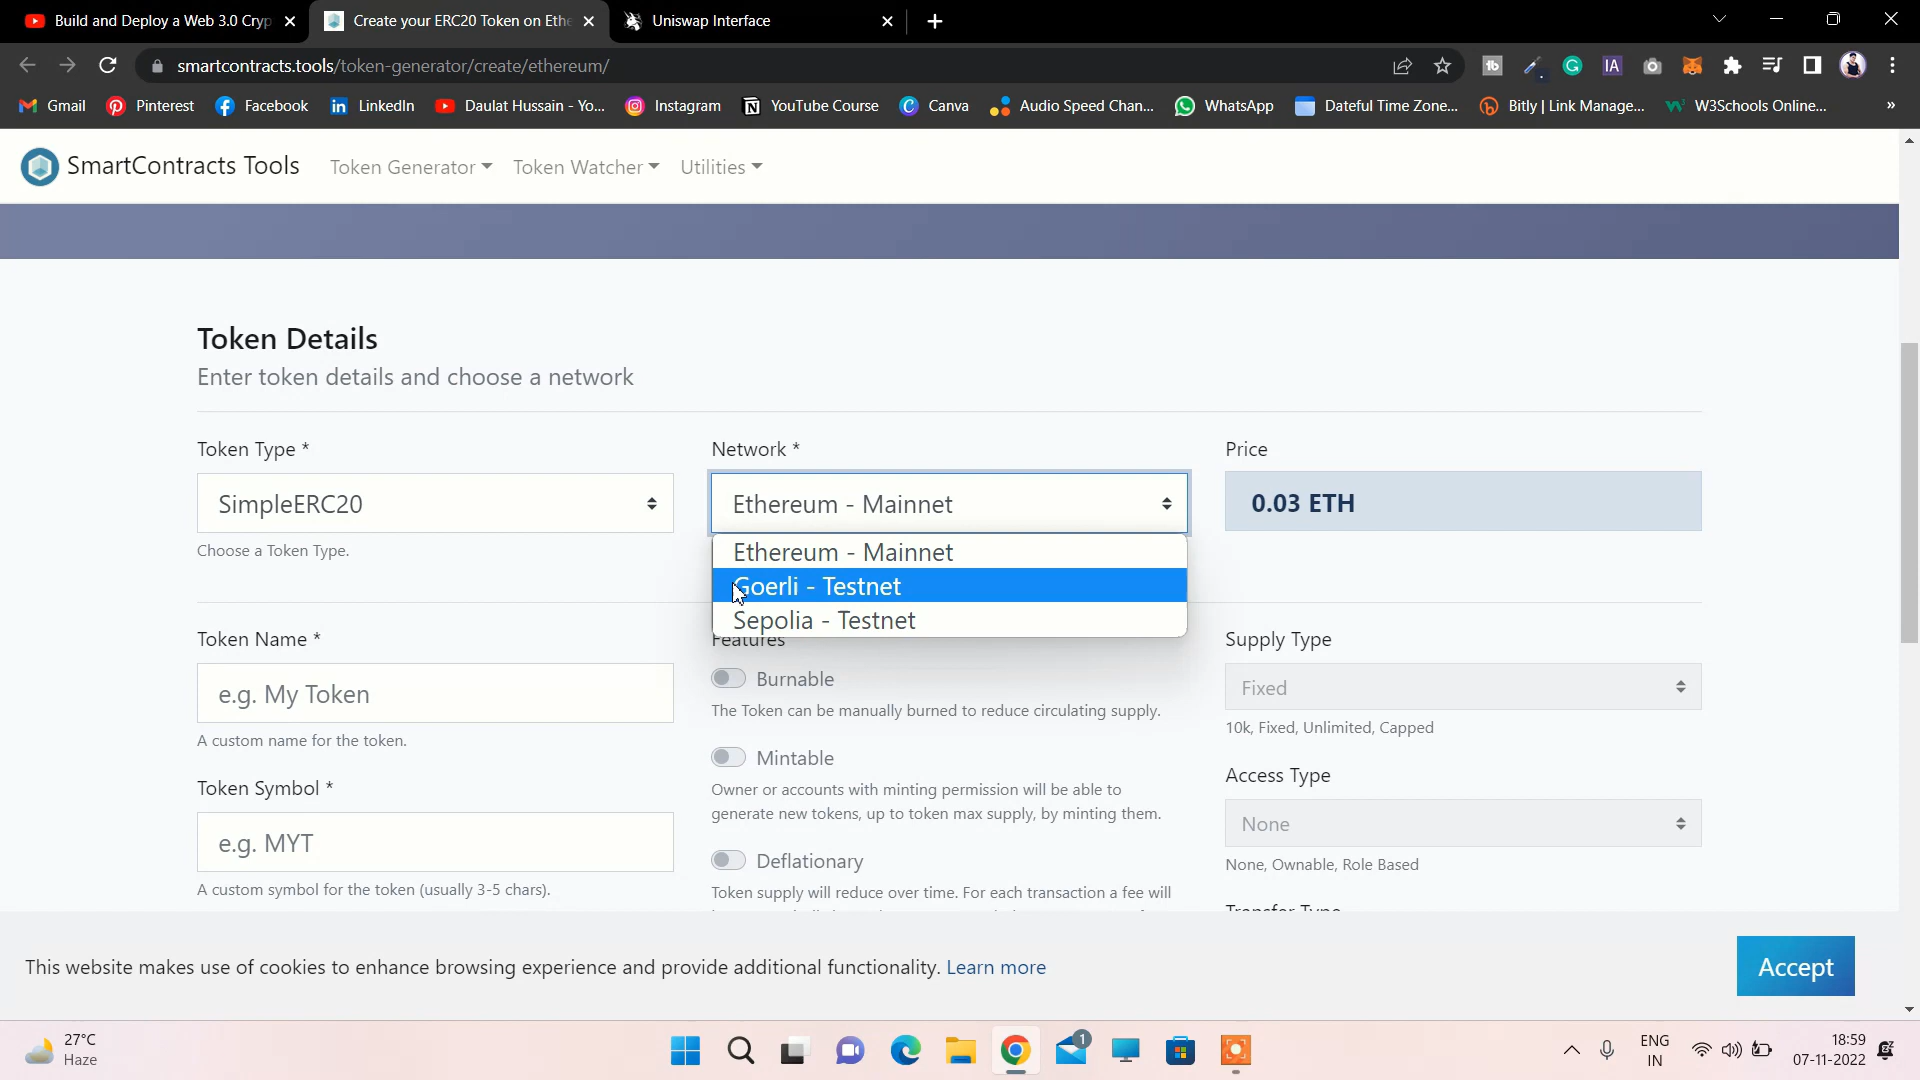 Build and Deploy a Web 3.0 Cryp
Create your ERC20 Token on Ethe
Uniswap Interface
smartcontracts.tools/token-generator/create/ethereum/
Gmail Pinterest Facebook LinkedIn Daulat Hussain - Yo... Instagram YouTube Course Canva Audio Speed Chan... WhatsApp Dateful Time Zone... Bitly | Link Manage... W3Schools Online... »
SmartContracts Tools Token Generator Token Watcher Utilities
Token Details
Enter token details and choose a network
Token Type *
SimpleERC20
Choose a Token Type.
Network *
Ethereum - Mainnet
Ethereum - Mainnet
Goerli - Testnet
Sepolia - Testnet
Price
0.03 ETH
Token Name *
e.g. My Token
A custom name for the token.
Token Symbol *
e.g. MYT
A custom symbol for the token (usually 3-5 chars).
Features
Burnable
The Token can be manually burned to reduce circulating supply.
Mintable
Owner or accounts with minting permission will be able to
generate new tokens, up to token max supply, by minting them.
Deflationary
Token supply will reduce over time. For each transaction a fee will
Supply Type
Fixed
10k, Fixed, Unlimited, Capped
Access Type
None
None, Ownable, Role Based
Transfer Type
This website makes use of cookies to enhance browsing experience and provide additional functionality. Learn more
Accept
27°C
Haze
1
ENG
IN
18:59
07-11-2022